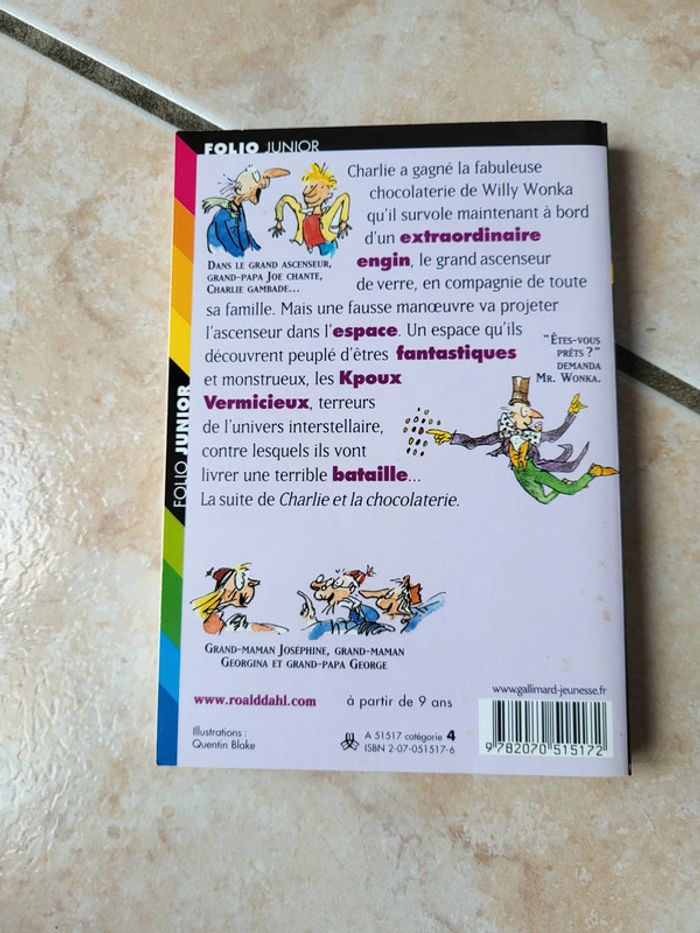 FOLIO JUNIOR
Charlie a gagné la fabuleuse
chocolaterie de Willy Wonka
qu'il survole maintenant à bord
d'un extraordinaire
engin, le grand ascenseur
de verre, en compagnie de toute
sa famille. Mais une fausse manœuvre va projeter
l'ascenseur dans l'espace. Un espace qu'ils
découvrent peuplé d'êtres fantastiques
et monstrueux, les Kpoux
Vermicieux, terreurs
de l'univers interstellaire,
contre lesquels ils vont
livrer une terrible bataille...
La suite de Charlie et la chocolaterie.
Dans le grand ascenseur,
grand-papa Joe chante,
Charlie gambade...
"Êtes-vous
prêts ?"
demanda
Mr. Wonka.
FOLIO JUNIOR
Grand-maman Joséphine, grand-maman
Georgina et grand-papa George
www.gallimard-jeunesse.fr
www.roalddahl.com
à partir de 9 ans
Illustrations :
Quentin Blake
A 51517 catégorie 4
ISBN 2-07-051517-6
9 782070 515172